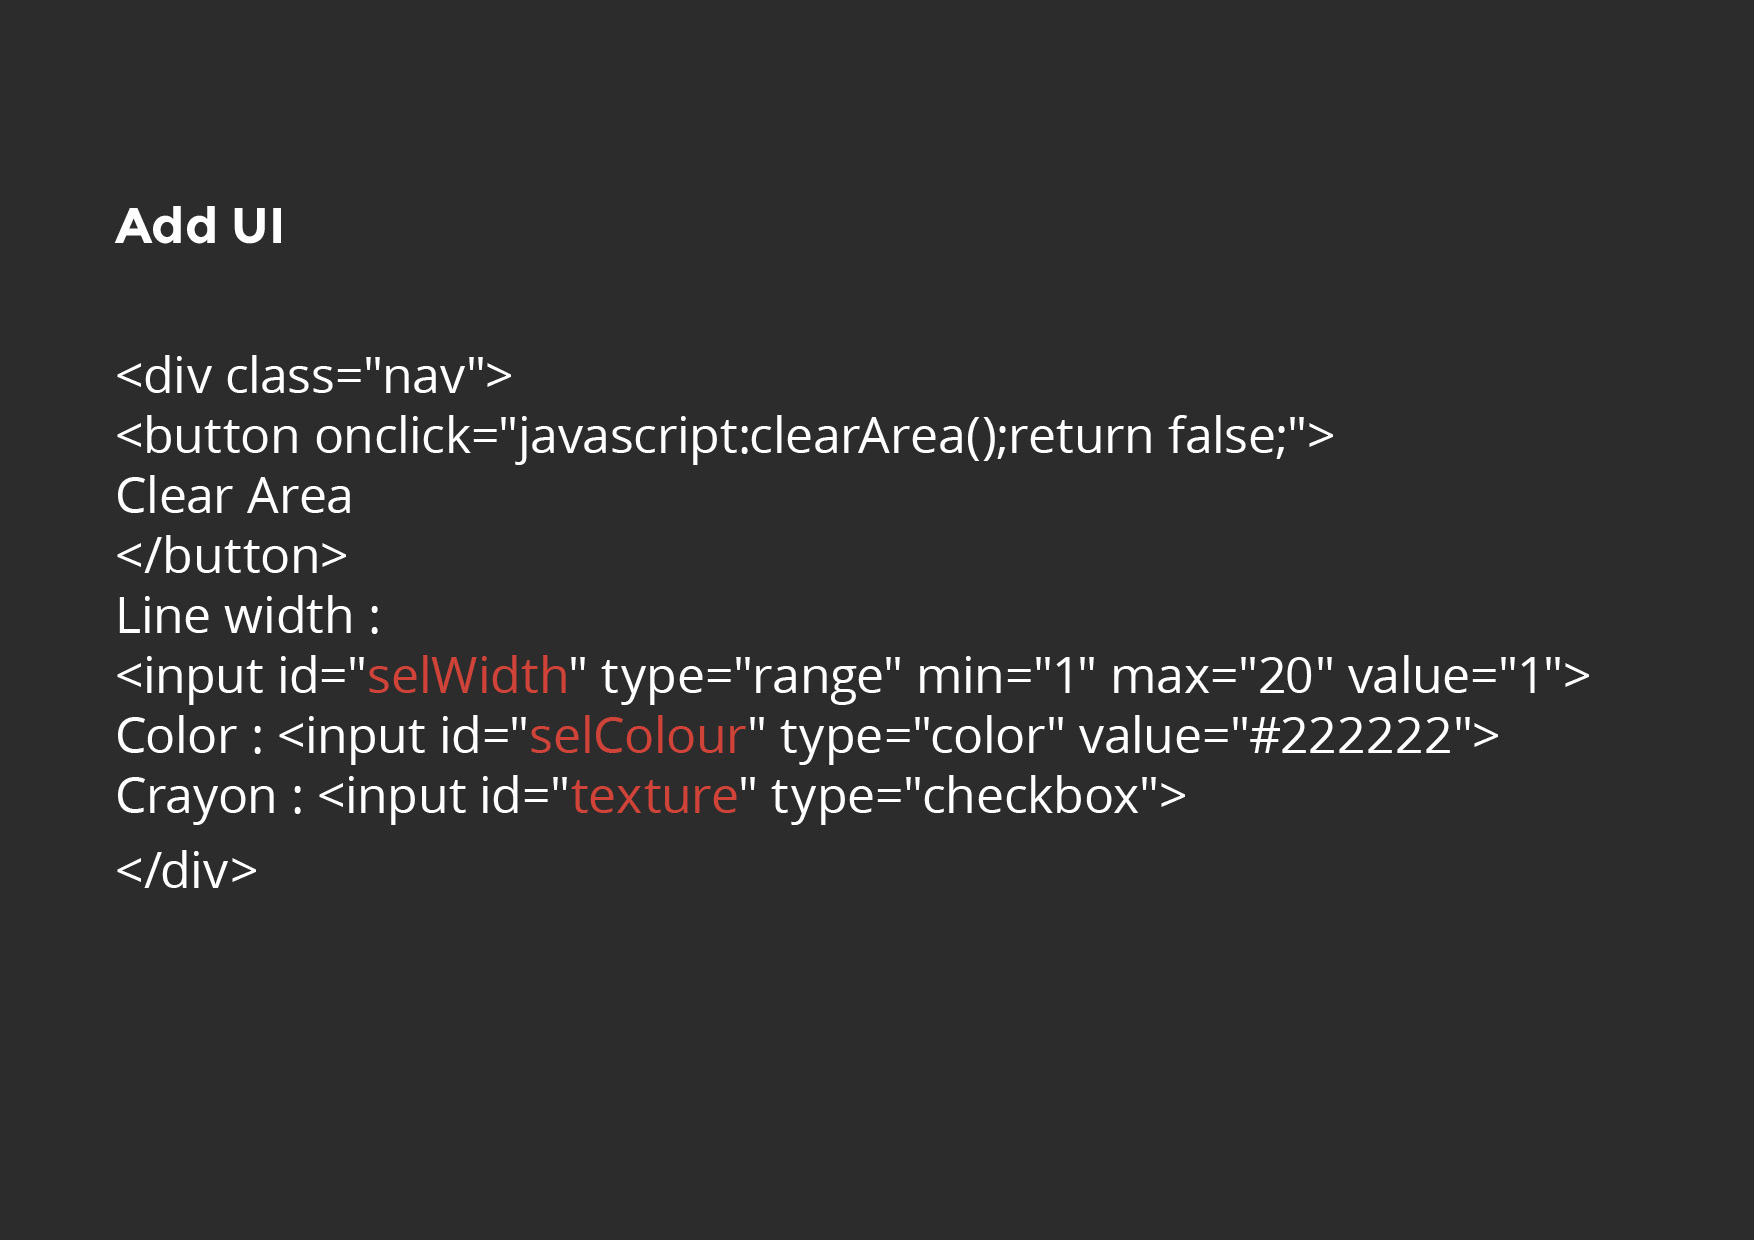 Add UI
<div class="nav">
<button onclick="javascript:clearArea();return false;">
Clear Area
</button>
Line width :
<input id="selWidth" type="range" min="1" max="20" value="1">
Color : <input id="selColour" type="color" value="#222222">
Crayon : <input id="texture" type="checkbox">
</div>